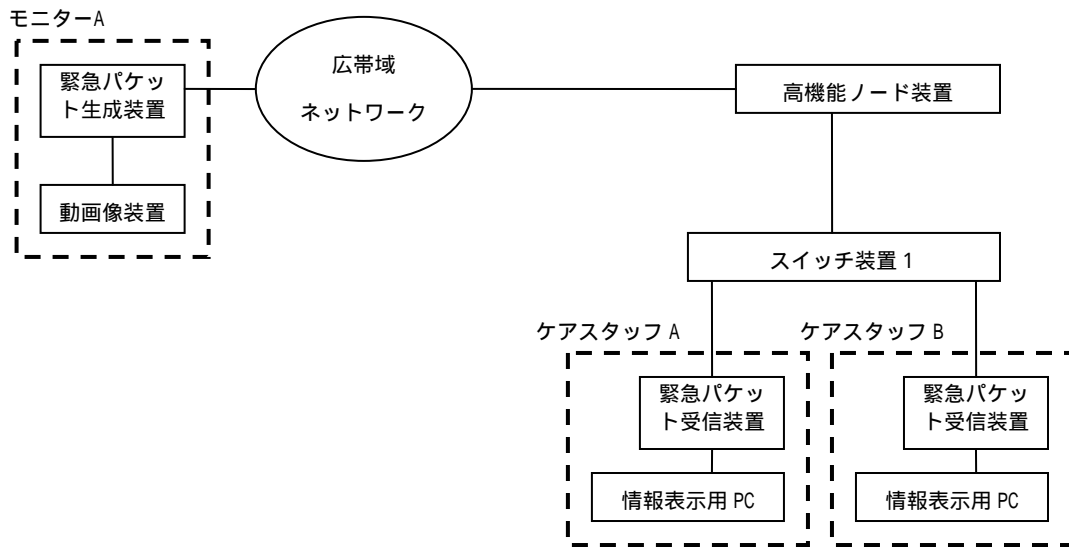 モニターA
緊急パケッ
ト生成装置
動画像装置
広帯域
ネットワーク
高機能ノード装置
スイッチ装置1
ケアスタッフA
緊急パケッ
ト受信装置
情報表示用PC
ケアスタッフB
緊急パケッ
ト受信装置
情報表示用PC